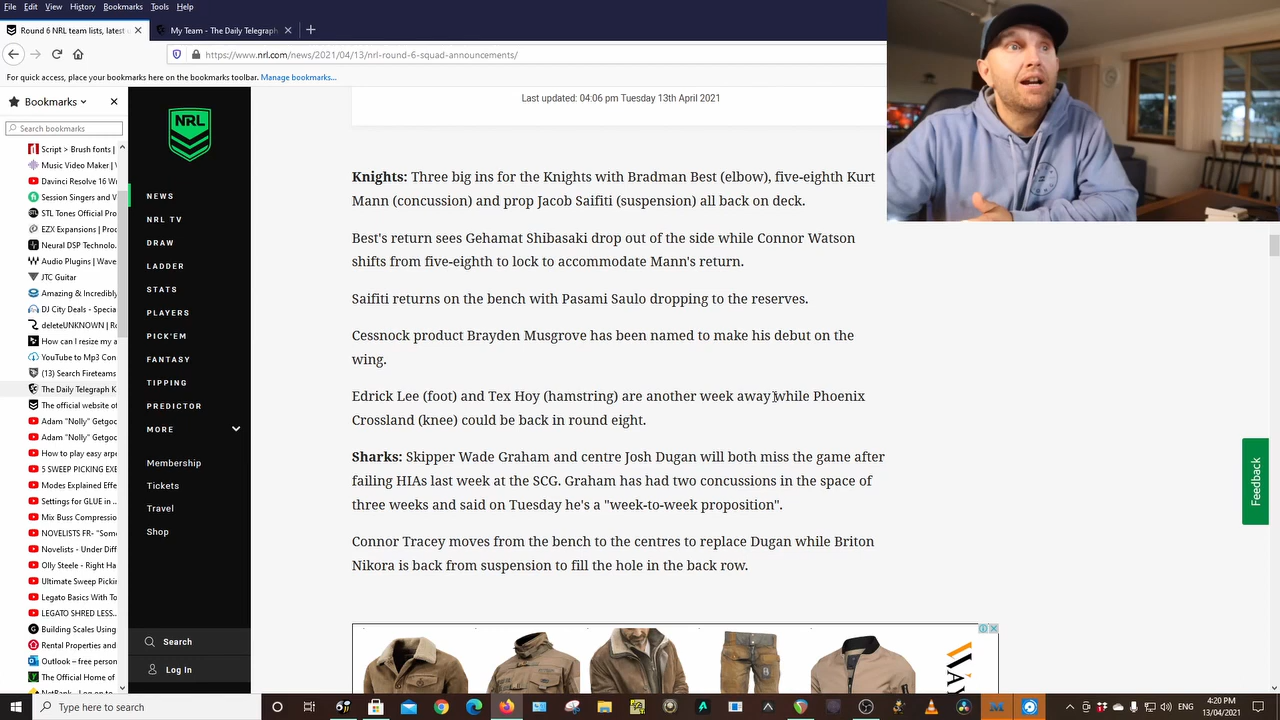 File Edit View History Bookmarks Tools Help
Round 6 NRL team lists, latest
My Team - The Daily Telegraph
https://www.nrl.com/news/2021/04/13/nrl-round-6-squad-announcements/
For quick access, place your bookmarks here on the bookmarks toolbar. Manage bookmarks...
Bookmarks
Search bookmarks
Script > Brush fonts |
Music Video Maker |
Davinci Resolve 16 W
Session Singers and V
STL Tones Official Pro
EZX Expansions | Proc
Neural DSP Technolo
Audio Plugins | Wave
JTC Guitar
Amazing & Incredibly
DJ City Deals - Specia
deleteUNKNOWN | Ro
How can I resize my a
YouTube to Mp3 Con
(13) Search Fireteams
The Daily Telegraph K
The official website of
Adam "Nolly" Getgoo
Adam "Nolly" Getgoo
How to play easy arpe
5 SWEEP PICKING EXE
Modes Explained Effe
Settings for GLUE in ...
Mix Buss Compressio
NOVELISTS FR- "Som
Novelists - Under Diff
Olly Steele - Right Ha
Ultimate Sweep Pickin
Legato Basics With To
LEGATO SHRED LESS
Building Scales Using
Rental Properties and
Outlook – free person
The Official Home of
NetBank - Log on to
NRL
NEWS
NRL TV
DRAW
LADDER
STATS
PLAYERS
PICK'EM
FANTASY
TIPPING
PREDICTOR
MORE
Membership
Tickets
Travel
Shop
Search
Log In
Last updated: 04:06 pm Tuesday 13th April 2021
Knights: Three big ins for the Knights with Bradman Best (elbow), five-eighth Kurt
Mann (concussion) and prop Jacob Saifiti (suspension) all back on deck.
Best's return sees Gehamat Shibasaki drop out of the side while Connor Watson
shifts from five-eighth to lock to accommodate Mann's return.
Saifiti returns on the bench with Pasami Saulo dropping to the reserves.
Cessnock product Brayden Musgrove has been named to make his debut on the
wing.
Edrick Lee (foot) and Tex Hoy (hamstring) are another week away while Phoenix
Crossland (knee) could be back in round eight.
Sharks: Skipper Wade Graham and centre Josh Dugan will both miss the game after
failing HIAs last week at the SCG. Graham has had two concussions in the space of
three weeks and said on Tuesday he's a "week-to-week proposition".
Connor Tracey moves from the bench to the centres to replace Dugan while Briton
Nikora is back from suspension to fill the hole in the back row.
Feedback
Type here to search
4:20 PM
13/04/2021